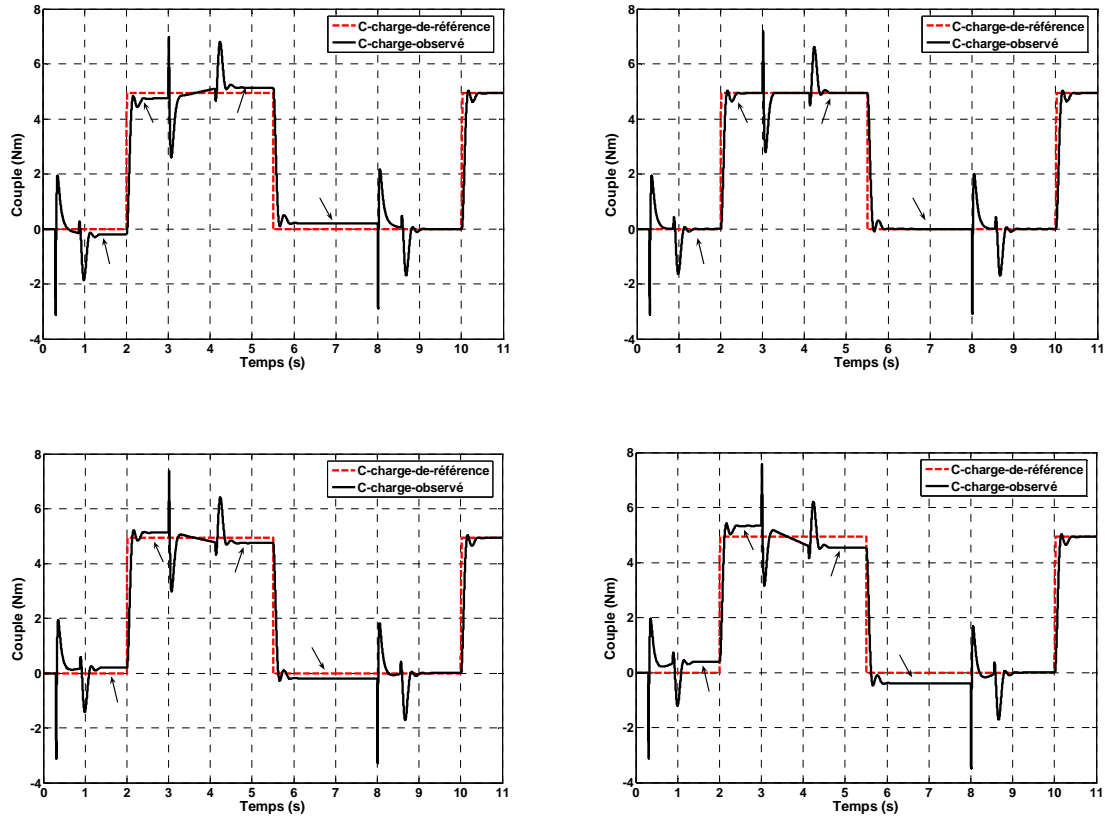 8
6
4
2
0
-2
-4
Couple (Nm)
C-charge-de-référence
C-charge-observé
0 1 2 3 4 5 6 7 8 9 10 11
Temps (s)
8
6
4
2
0
-2
-4
Couple (Nm)
C-charge-de-référence
C-charge-observé
0 1 2 3 4 5 6 7 8 9 10 11
Temps (s)
8
6
4
2
0
-2
-4
Couple (Nm)
C-charge-de-référence
C-charge-observé
0 1 2 3 4 5 6 7 8 9 10 11
Temps (s)
8
6
4
2
0
-2
-4
Couple (Nm)
C-charge-de-référence
C-charge-observé
0 1 2 3 4 5 6 7 8 9 10 11
Temps (s)